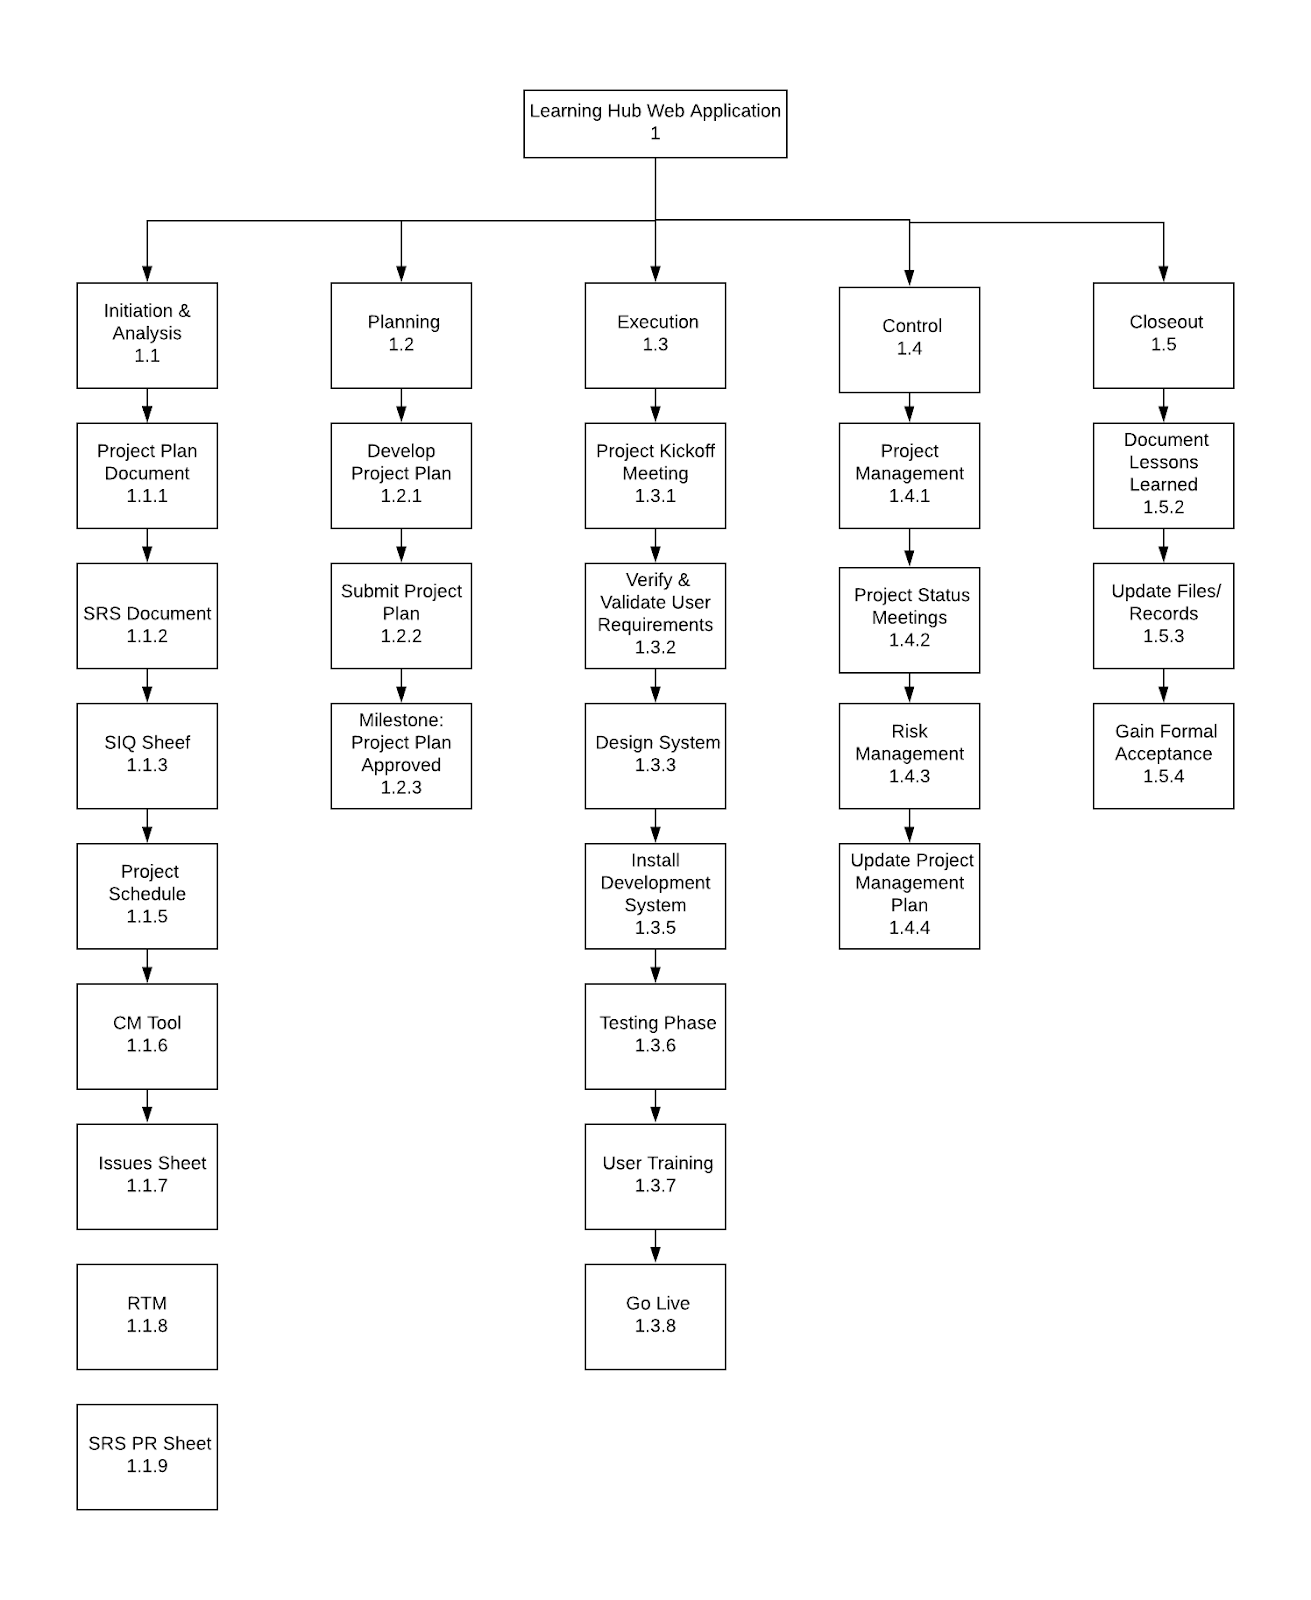 Learning Hub Web Application
1
Initiation &
Analysis
1.1
Planning
1.2
Execution
1.3
Control
1.4
Closeout
1.5
Project Plan
Document
1.1.1
Develop
Project Plan
1.2.1
Project Kickoff
Meeting
1.3.1
Project
Management
1.4.1
Document
Lessons
Learned
1.5.2
SRS Document
1.1.2
Submit Project
Plan
1.2.2
Verify &
Validate User
Requirements
1.3.2
Project Status
Meetings
1.4.2
Update Files/
Records
1.5.3
SIQ Sheef
1.1.3
Milestone:
Project Plan
Approved
1.2.3
Design System
1.3.3
Risk
Management
1.4.3
Gain Formal
Acceptance
1.5.4
Project
Schedule
1.1.5
Install
Development
System
1.3.5
Update Project
Management
Plan
1.4.4
CM Tool
1.1.6
Testing Phase
1.3.6
Issues Sheet
1.1.7
User Training
1.3.7
RTM
1.1.8
Go Live
1.3.8
SRS PR Sheet
1.1.9